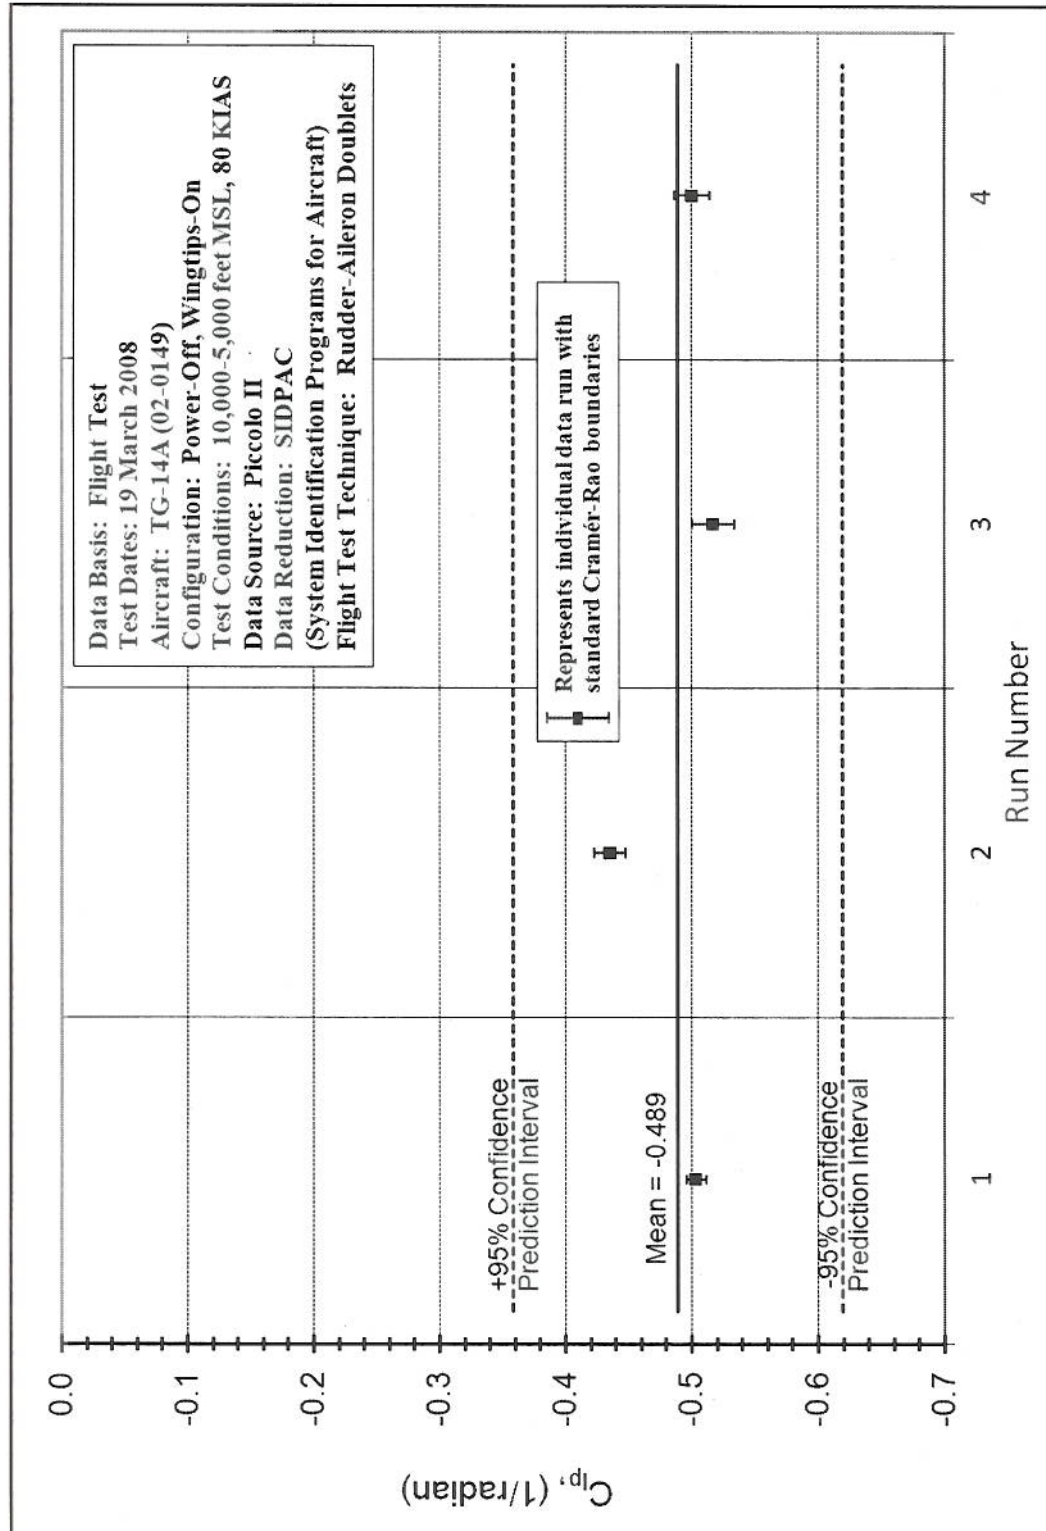 Data Basis: Flight Test
Test Dates: 19 March 2008
Aircraft: TG-14A (02-0149)
Configuration: Power-Off, Wingtips-On
Test Conditions: 10,000-5,000 feet MSL, 80 KIAS
Data Source: Piccolo II
Data Reduction: SIDPAC
(System Identification Programs for Aircraft)
Flight Test Technique: Rudder-Aileron Doublets
Represents individual data run with
standard Cramér-Rao boundaries
+95% Confidence
Prediction Interval
Mean = -0.489
-95% Confidence
Prediction Interval
0.0
-0.1
-0.2
-0.3
-0.4
-0.5
-0.6
-0.7
Clp, (1/radian)
1 2 3 4
Run Number